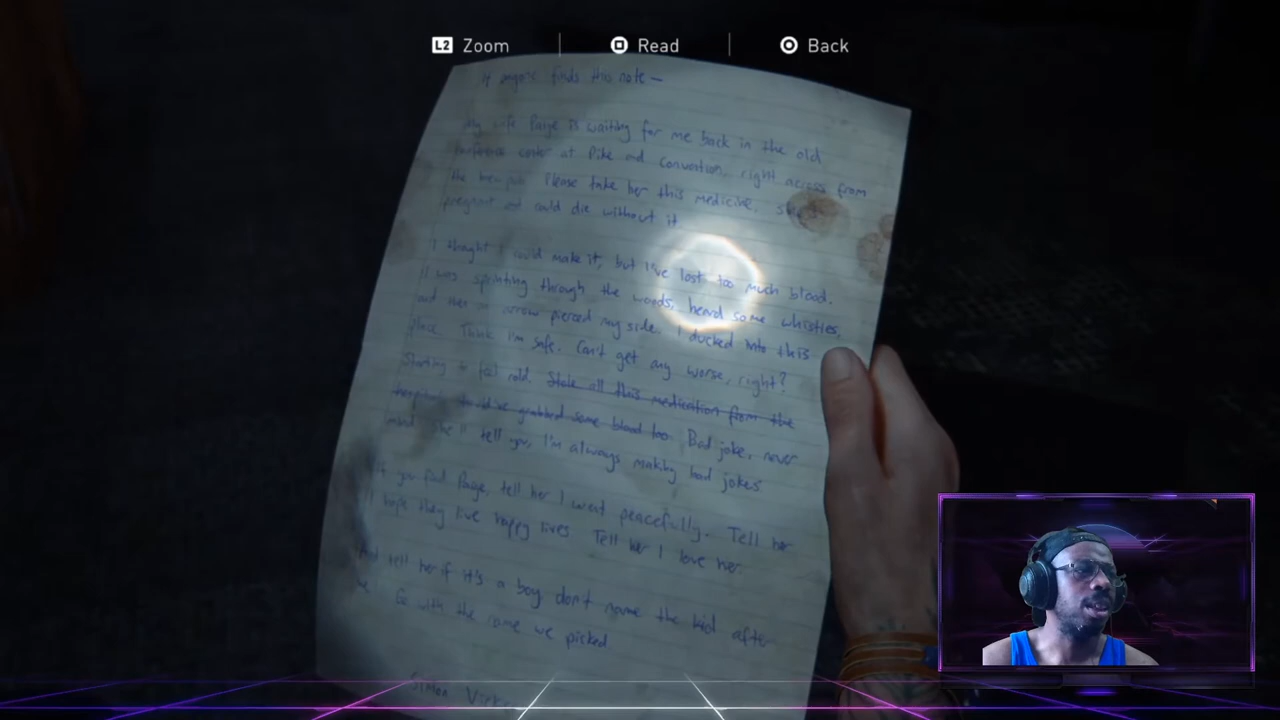 L2 Zoom | Read | Back
if anyone finds this note—
My wife Paige is waiting for me back in the old
conference center at Pike and Convention, right across from
the Please take her this medicine. She's
pregnant and could die without it
I thought I could make it, but I've lost too much blood.
I was sprinting through the woods, heard some whistles,
and then an arrow pierced my side. I ducked into this
place. Think I'm safe. Can't get any worse, right?
Starting to feel cold. Stole all this medication from the
grabbed some blood too. Bad joke, never
mind. She'll tell you, I'm always making bad jokes
If you find Paige, tell her I went peacefully. Tell her
I hope they live happy lives Tell her I love her.
And tell her if it's a boy don't name the kid after
me. Go with the name we picked
Simon